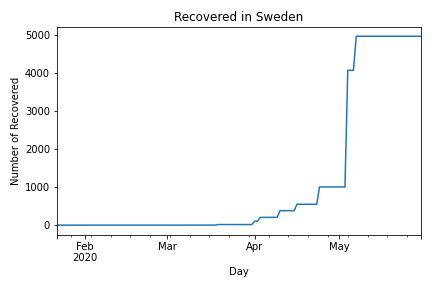 Recovered in Sweden
Number of Recovered
5000
4000
3000
2000
1000
0
Feb
2020
Mar
Apr
May
Day